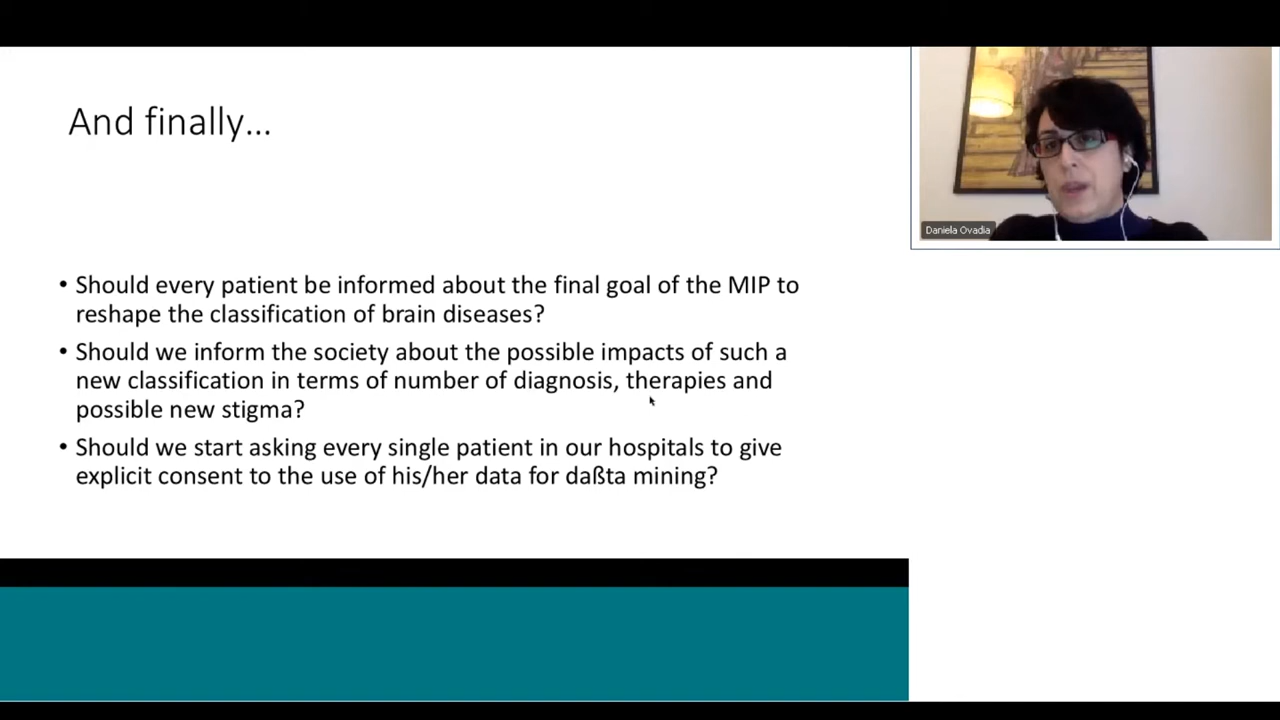 And finally...
Daniela Ovadia
• Should every patient be informed about the final goal of the MIP to
reshape the classification of brain diseases?
• Should we inform the society about the possible impacts of such a
new classification in terms of number of diagnosis, therapies and
possible new stigma?
• Should we start asking every single patient in our hospitals to give
explicit consent to the use of his/her data for daßta mining?